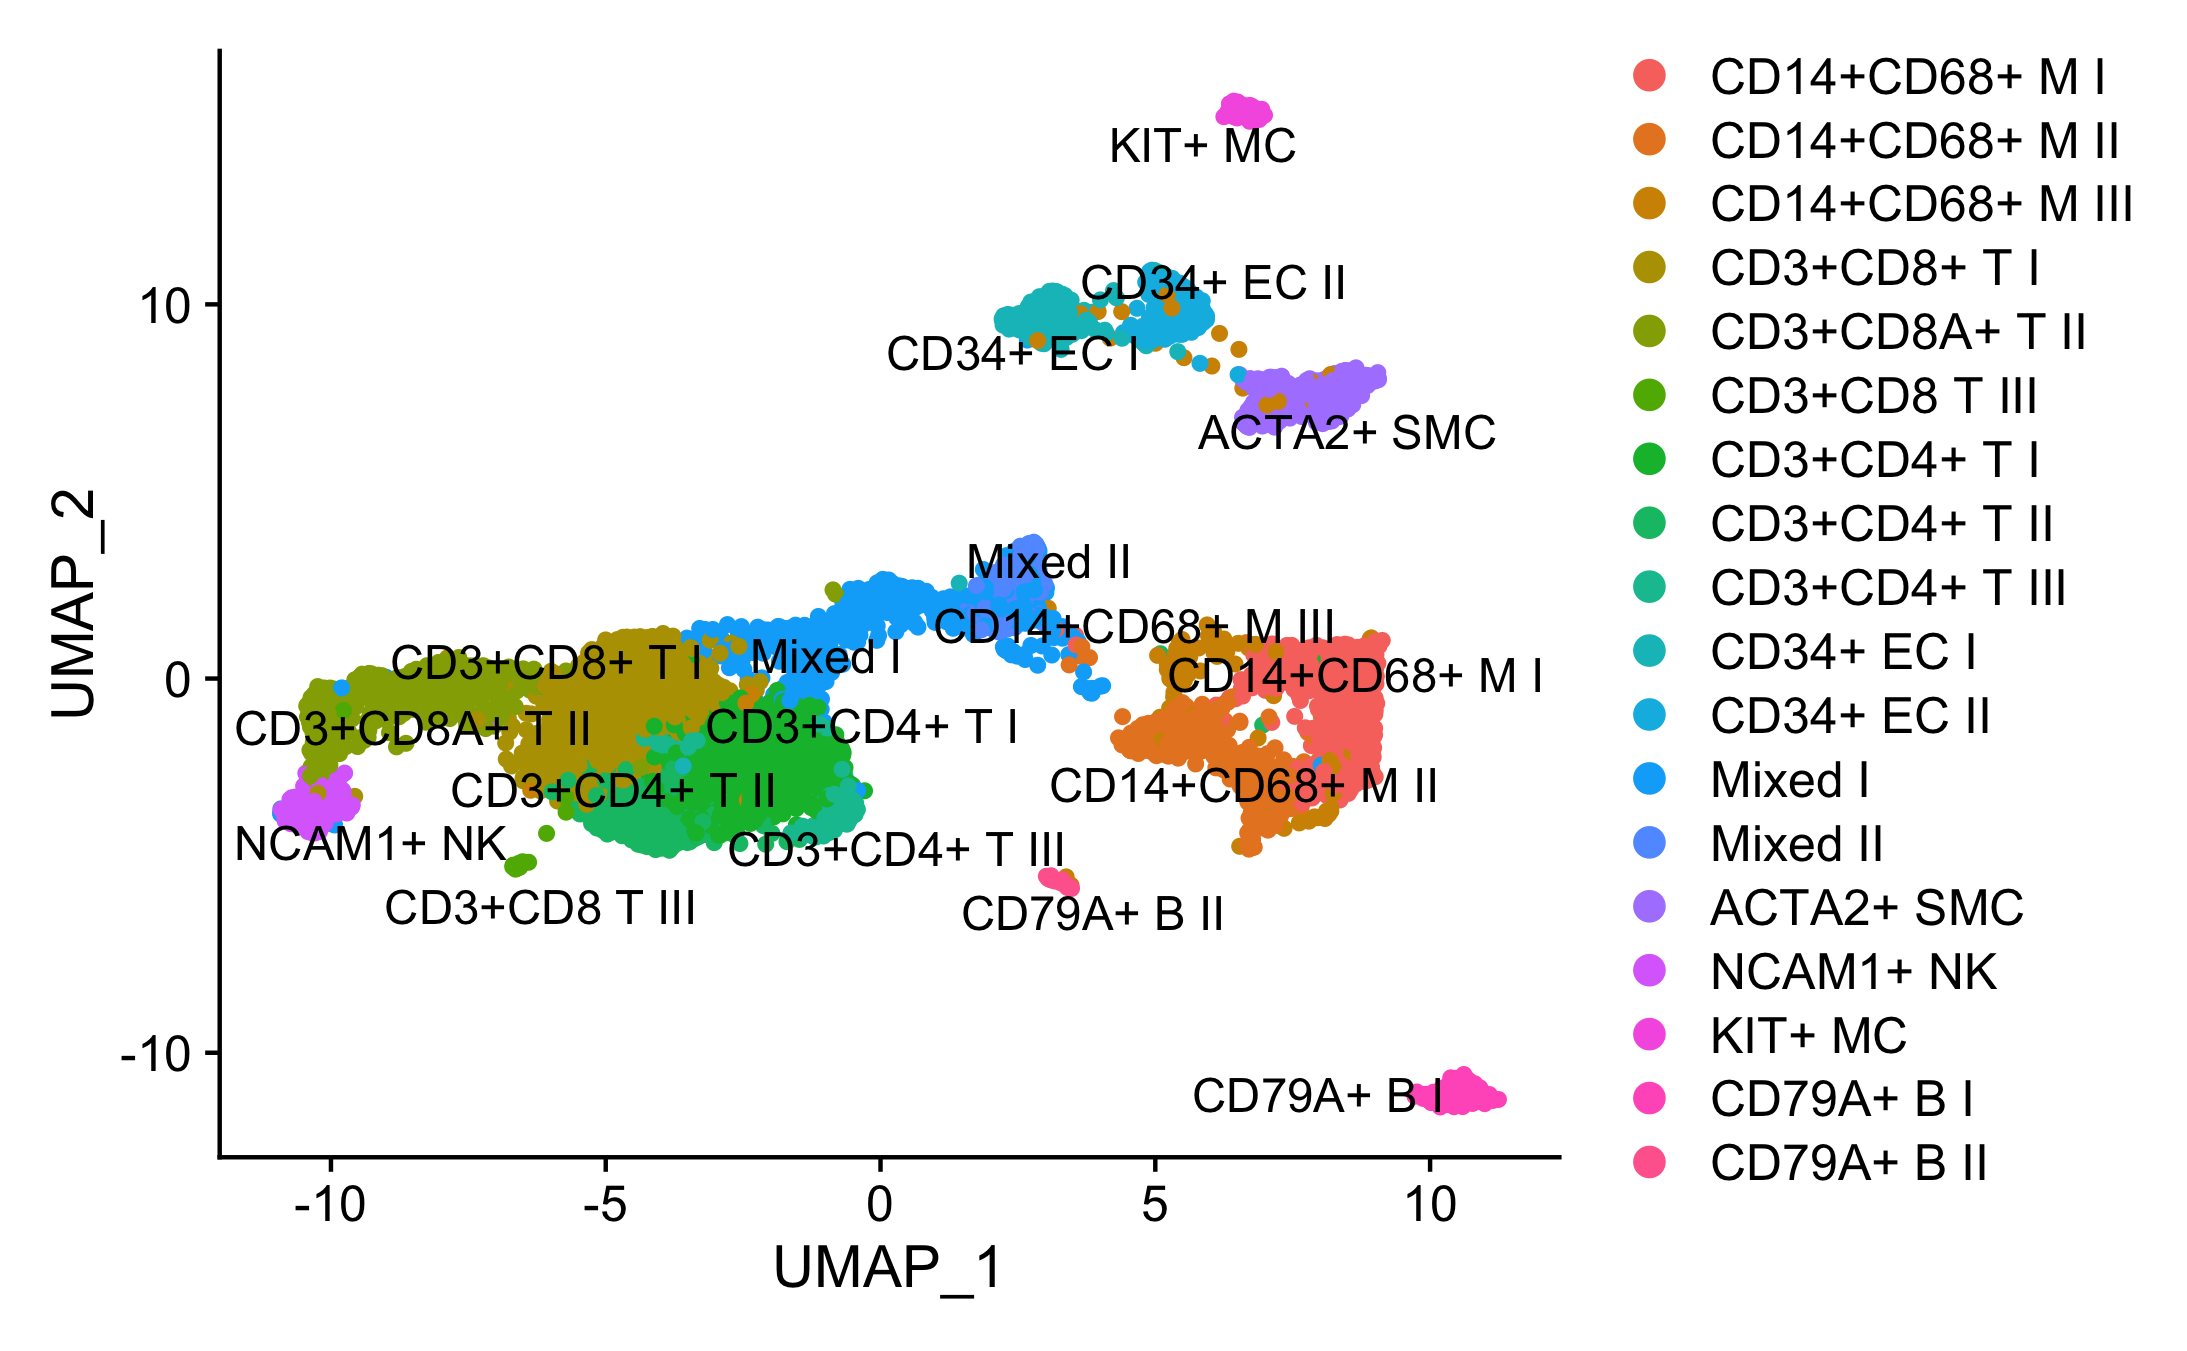 KIT+ MC
CD34+ EC II
CD34+ EC I
ACTA2+ SMC
Mixed II
CD14+CD68+ M III
Mixed I
CD3+CD8+ T I
CD14+CD68+ M I
CD3+CD8A+ T II
CD3+CD4+ T I
CD3+CD4+ T II
CD14+CD68+ M II
NCAM1+ NK
CD3+CD4+ T III
CD3+CD8 T III
CD79A+ B II
CD79A+ B I
10
0
-10
UMAP_2
-10
-5
0
5
10
UMAP_1
CD14+CD68+ M I
CD14+CD68+ M II
CD14+CD68+ M III
CD3+CD8+ T I
CD3+CD8A+ T II
CD3+CD8 T III
CD3+CD4+ T I
CD3+CD4+ T II
CD3+CD4+ T III
CD34+ EC I
CD34+ EC II
Mixed I
Mixed II
ACTA2+ SMC
NCAM1+ NK
KIT+ MC
CD79A+ B I
CD79A+ B II